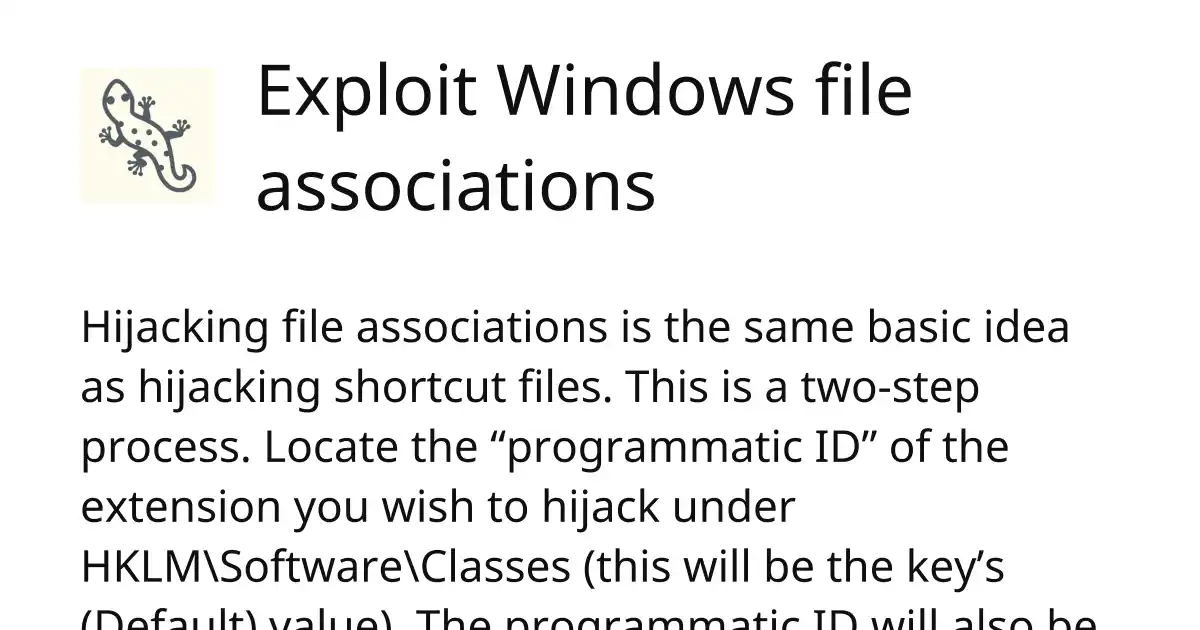 Exploit Windows file
associations
Hijacking file associations is the same basic idea
as hijacking shortcut files. This is a two-step
process. Locate the “programmatic ID” of the
extension you wish to hijack under
HKLM\Software\Classes (this will be the key’s
(Default) value). The programmatic ID will also be